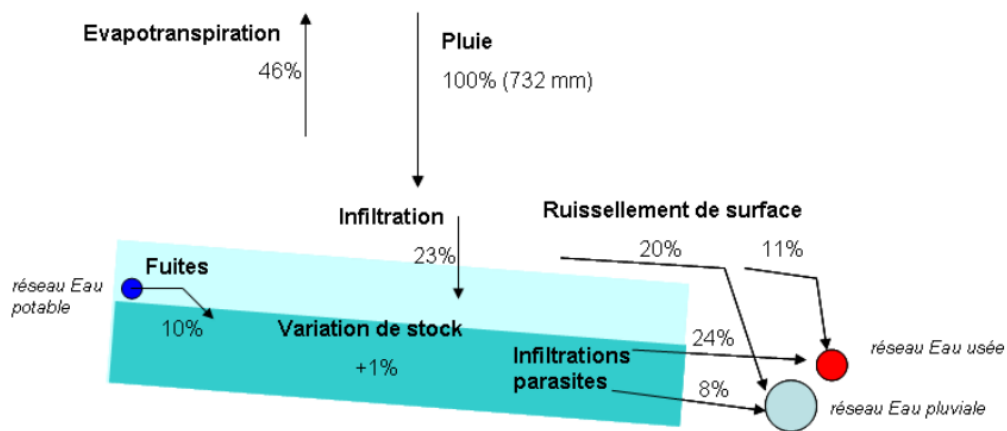 Evapotranspiration
46%
Pluie
100% (732 mm)
Infiltration
23%
Ruissellement de surface
20%
11%
réseau Eau
potable
Fuites
10%
Variation de stock
+1%
Infiltrations
parasites
24%
8%
réseau Eau usée
réseau Eau pluviale